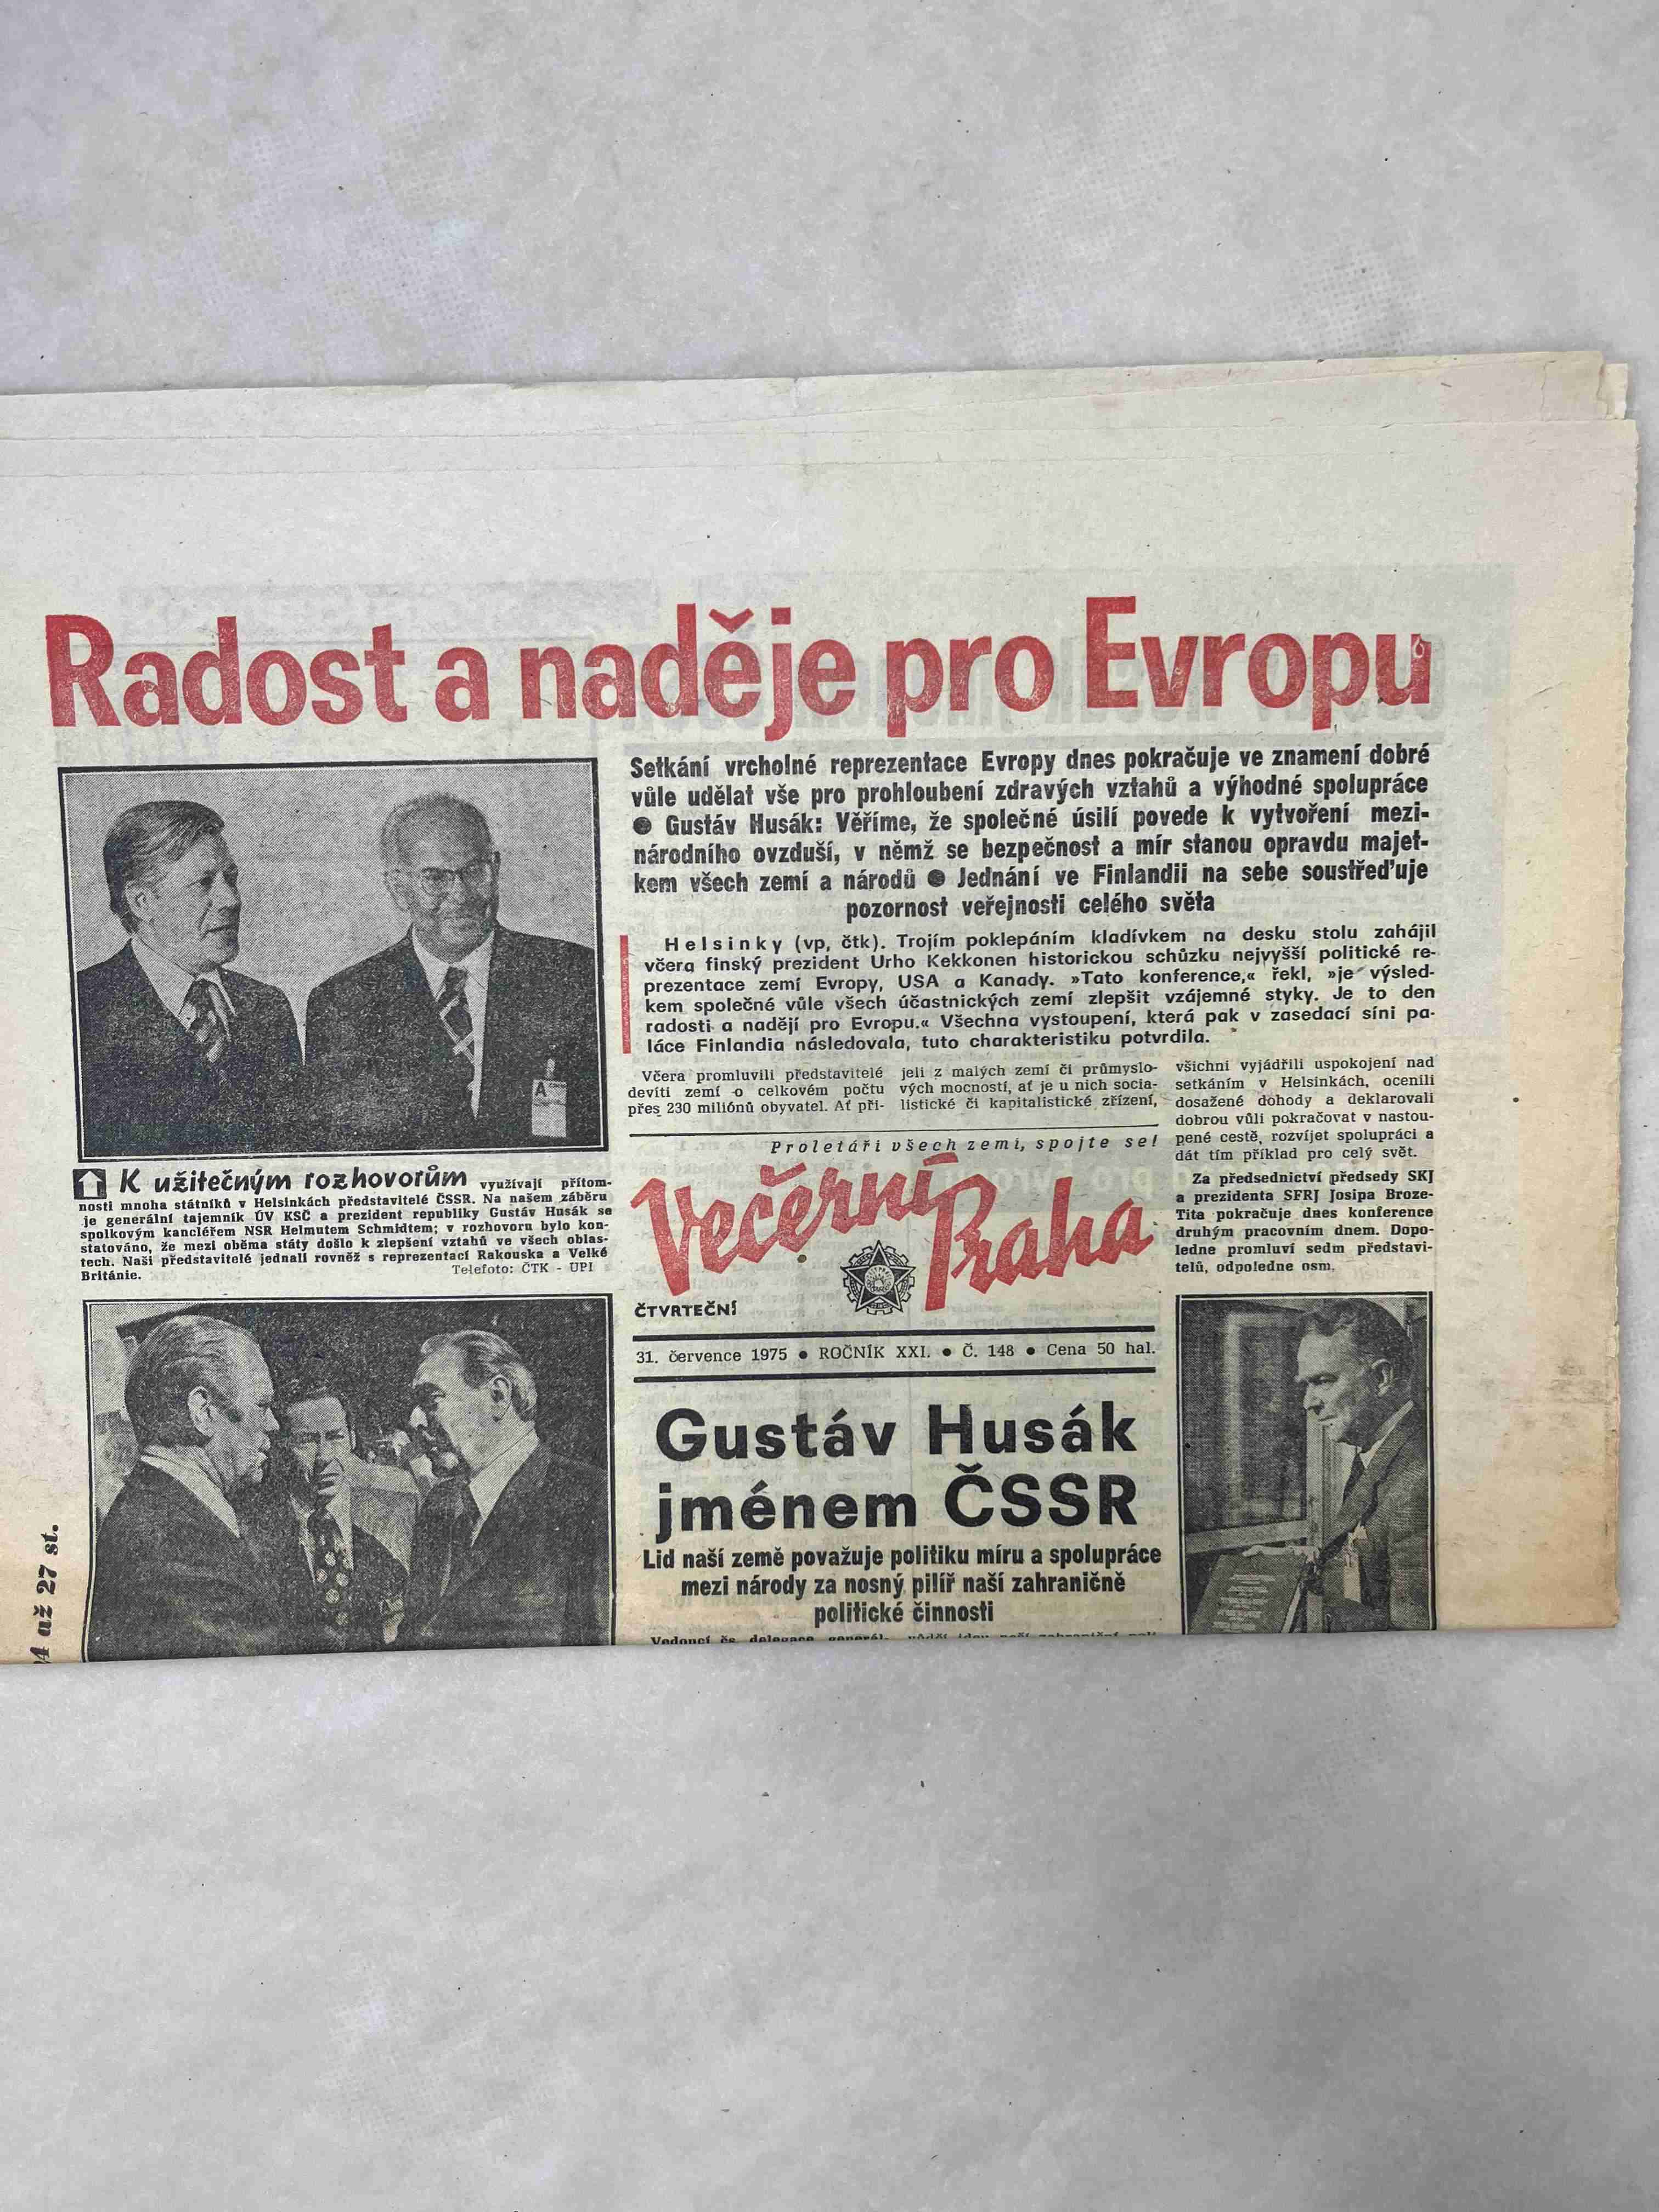 Radost a naděje pro Evropu
Setkání vrcholné reprezentace Evropy dnes pokračuje ve znamení dobré
vůle udělat vše pro prohloubení zdravých vztahů a výhodné spolupráce
● Gustáv Husák: Věříme, že společné úsilí povede k vytvoření mezi-
národního ovzduší, v němž se bezpečnost a mír stanou opravdu majet-
kem všech zemí a národů ● Jednání ve Finlandii na sebe soustřeďuje
pozornost veřejnosti celého světa
Helsinky (vp, čtk). Trojím poklepáním kladívkem na desku stolu zahájil
včera finský prezident Urho Kekkonen historickou schůzku nejvyšší politické re-
prezentace zemí Evropy, USA a Kanady. »Tato konference,« řekl, »je výsled-
kem společné vůle všech účastnických zemí zlepšit vzájemné styky. Je to den
radosti a nadějí pro Evropu.« Všechna vystoupení, která pak v zasedací síni pa-
láce Finlandia následovala, tuto charakteristiku potvrdila.
Včera promluvili představitelé
devíti zemí o celkovém počtu
přes 230 miliónů obyvatel. Ať při-
jeli z malých zemí či průmyslo-
vých mocností, ať je u nich socia-
listické či kapitalistické zřízení,
všichni vyjádřili uspokojení nad
setkáním v Helsinkách, ocenili
dosažené dohody a deklarovali
dobrou vůli pokračovat v nastou-
pené cestě, rozvíjet spolupráci a
dát tím příklad pro celý svět.
Za předsednictví předsedy SKJ
a prezidenta SFRJ Josipa Broze-
Tita pokračuje dnes konference
druhým pracovním dnem. Dopo-
ledne promluví sedm představi-
telů, odpoledne osm.
K užitečným rozhovorům využívají přítom-
nosti mnoha státníků v Helsinkách představitelé ČSSR. Na našem záběru
je generální tajemník ÚV KSČ a prezident republiky Gustáv Husák se
spolkovým kancléřem NSR Helmutem Schmidtem; v rozhovoru bylo kon-
statováno, že mezi oběma státy došlo k zlepšení vztahů ve všech oblas-
tech. Naši představitelé jednali rovněž s reprezentací Rakouska a Velké
Británie.
Telefoto: ČTK - UPI
Proletáři všech zemí, spojte se!
Večerní Praha
ČTVRTEČNÍ
31. července 1975 ● ROČNÍK XXI. ● Č. 148 ● Cena 50 hal.
Gustáv Husák
jménem ČSSR
Lid naší země považuje politiku míru a spolupráce
mezi národy za nosný pilíř naší zahraničně
politické činnosti
až 27 st.
A